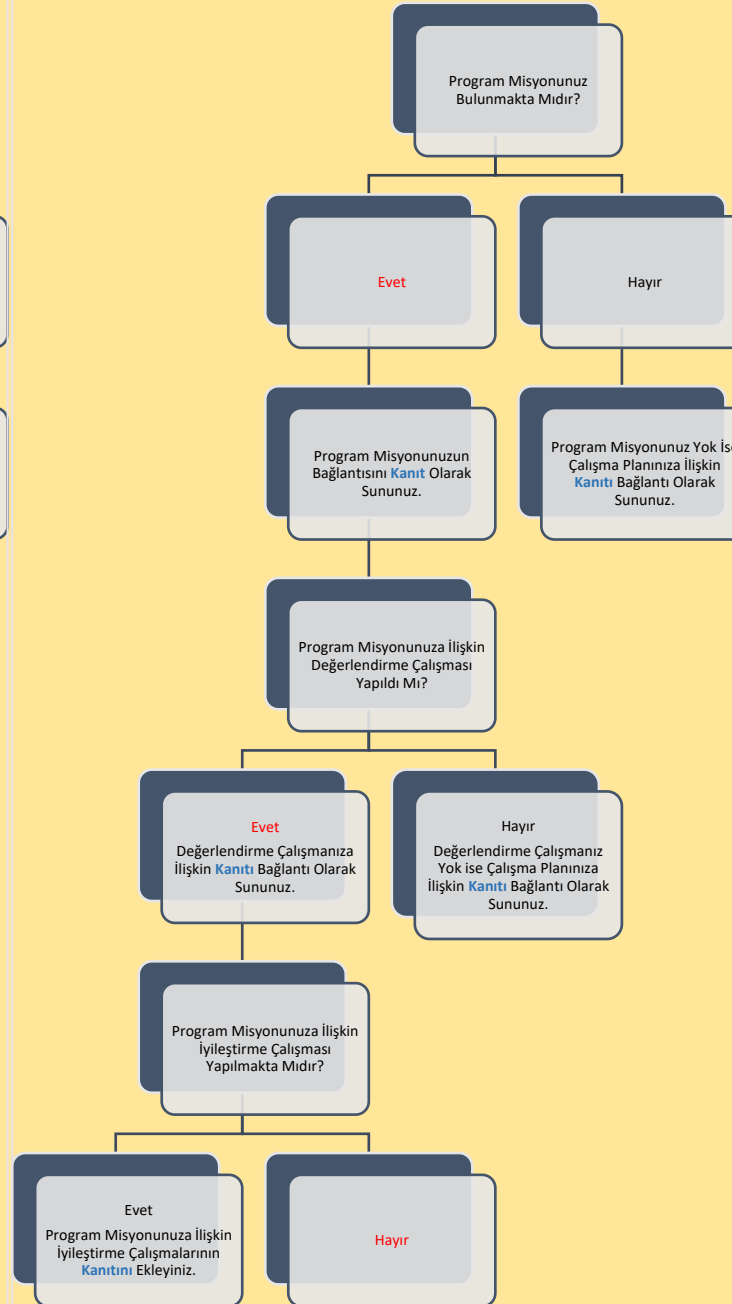 Program Misyonunuz
Bulunmakta Mıdır?
Evet
Hayır
Program Misyonunuzun
Bağlantısını Kanıt Olarak
Sununuz.
Program Misyonunuz Yok İse
Çalışma Planınıza İlişkin
Kanıtı Bağlantı Olarak
Sununuz.
Program Misyonunuza İlişkin
Değerlendirme Çalışması
Yapıldı Mı?
Evet
Değerlendirme Çalışmanıza
İlişkin Kanıtı Bağlantı Olarak
Sununuz.
Hayır
Değerlendirme Çalışmanız
Yok ise Çalışma Planınıza
İlişkin Kanıtı Bağlantı Olarak
Sununuz.
Program Misyonunuza İlişkin
İyileştirme Çalışması
Yapılmakta Mıdır?
Evet
Program Misyonunuza İlişkin
İyileştirme Çalışmalarının
Kanıtını Ekleyiniz.
Hayır